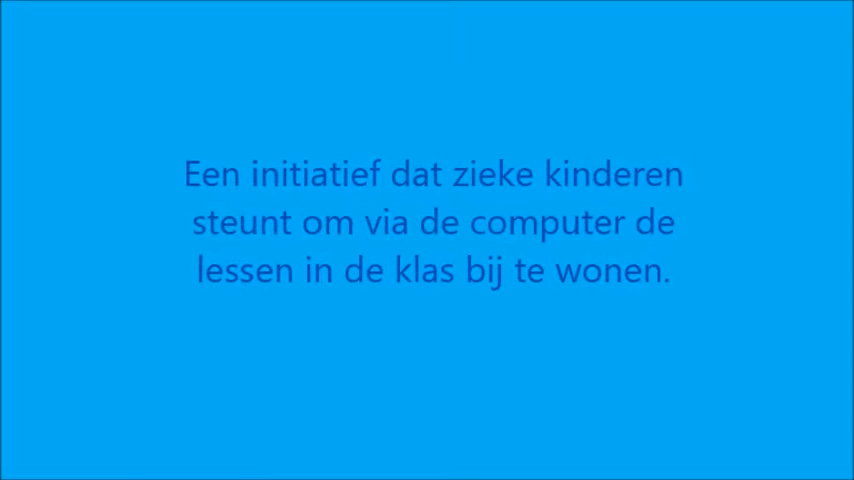 Een initiatief dat zieke kinderen
steunt om via de computer de
lessen in de klas bij te wonen.